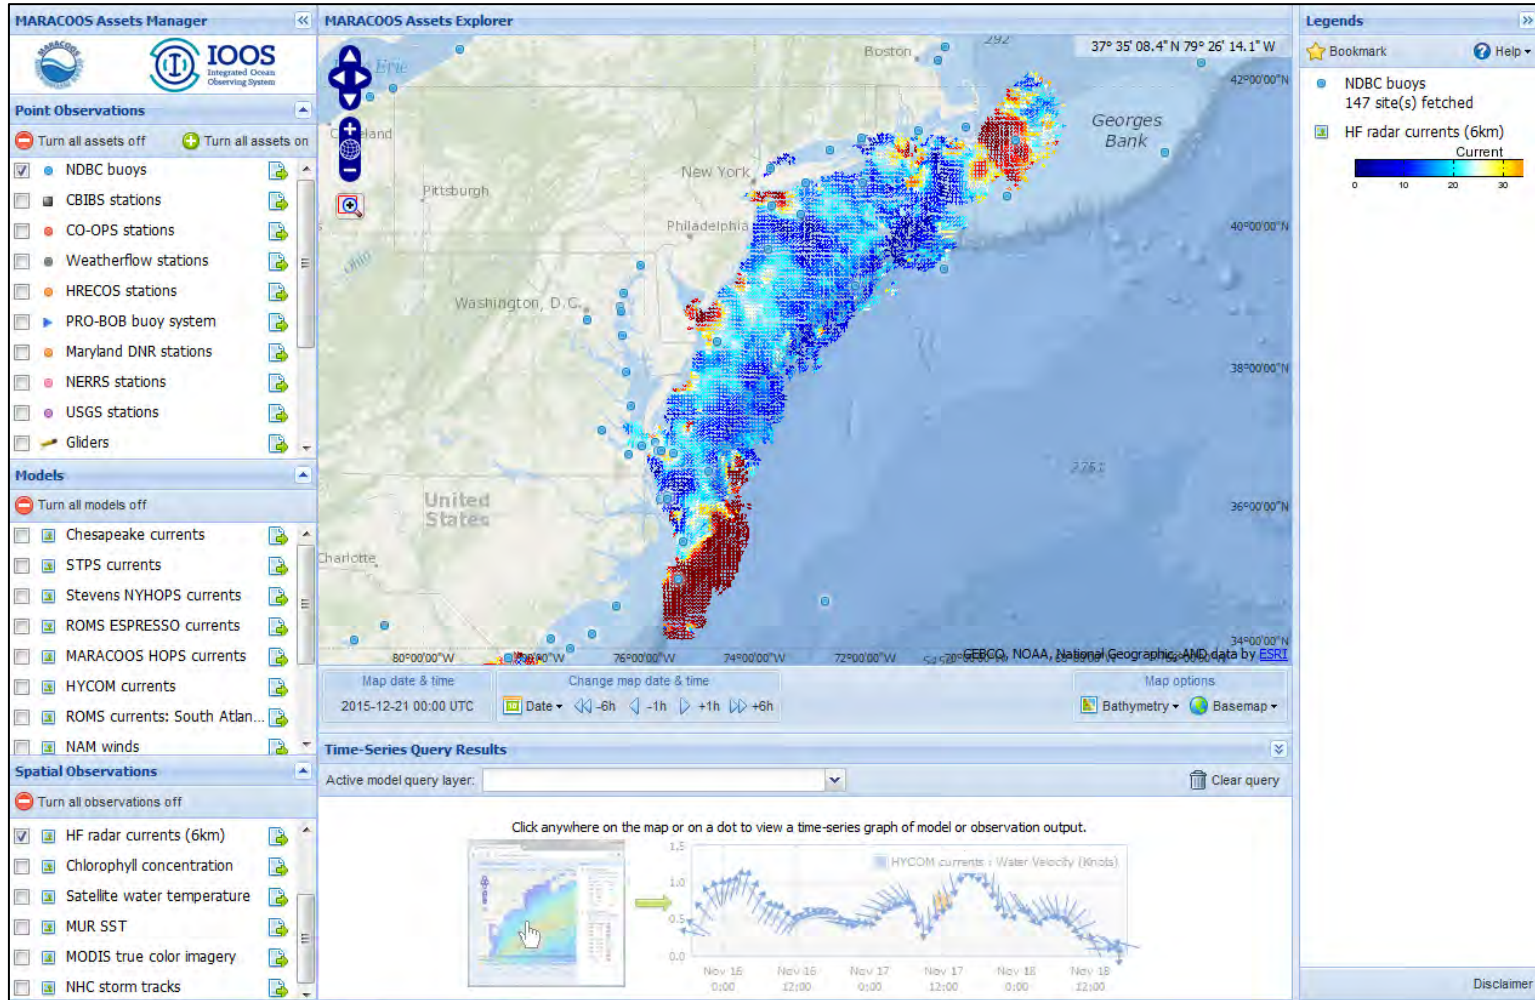 MARACOOS Assets Manager
MARACOOS
IOOS
Integrated Ocean
Observing System
Point Observations
Turn all assets off
Turn all assets on
NDBC buoys
CBIBS stations
CO-OPS stations
Weatherflow stations
HRECOS stations
PRO-BOB buoy system
Maryland DNR stations
NERRS stations
USGS stations
Gliders
Models
Turn all models off
Chesapeake currents
STPS currents
Stevens NYHOPS currents
ROMS ESPRESSO currents
MARACOOS HOPS currents
HYCOM currents
ROMS currents: South Atlan...
NAM winds
Spatial Observations
Turn all observations off
HF radar currents (6km)
Chlorophyll concentration
Satellite water temperature
MUR SST
MODIS true color imagery
NHC storm tracks
MARACOOS Assets Explorer
37° 35' 08.4" N 79° 26' 14.1" W
292
Boston
Erie
42°00'00"N
Georges
Bank
New York
Pittsburgh
Philadelphia
40°00'00"N
Ohio
Washington, D.C.
38°00'00"N
2751
United
States
36°00'00"N
Charlotte
34°00'00"N
80°00'00"W
76°00'00"W
74°00'00"W
72°00'00"W
GEBCO, NOAA, National Geographic, AND data by ESRI
Map date & time
Change map date & time
Map options
2015-12-21 00:00 UTC
Date
-6h
-1h
+1h
+6h
Bathymetry
Basemap
Time-Series Query Results
Active model query layer:
Clear query
Click anywhere on the map or on a dot to view a time-series graph of model or observation output.
1.5
HYCOM currents : Water Velocity (Knots)
1.0
0.5
0.0
Nov 16 Nov 16 Nov 17 Nov 17 Nov 18 Nov 18
0:00 12:00 0:00 12:00 0:00 12:00
Legends
Bookmark
Help
NDBC buoys
147 site(s) fetched
HF radar currents (6km)
Current
0 10 20 30
Disclaimer